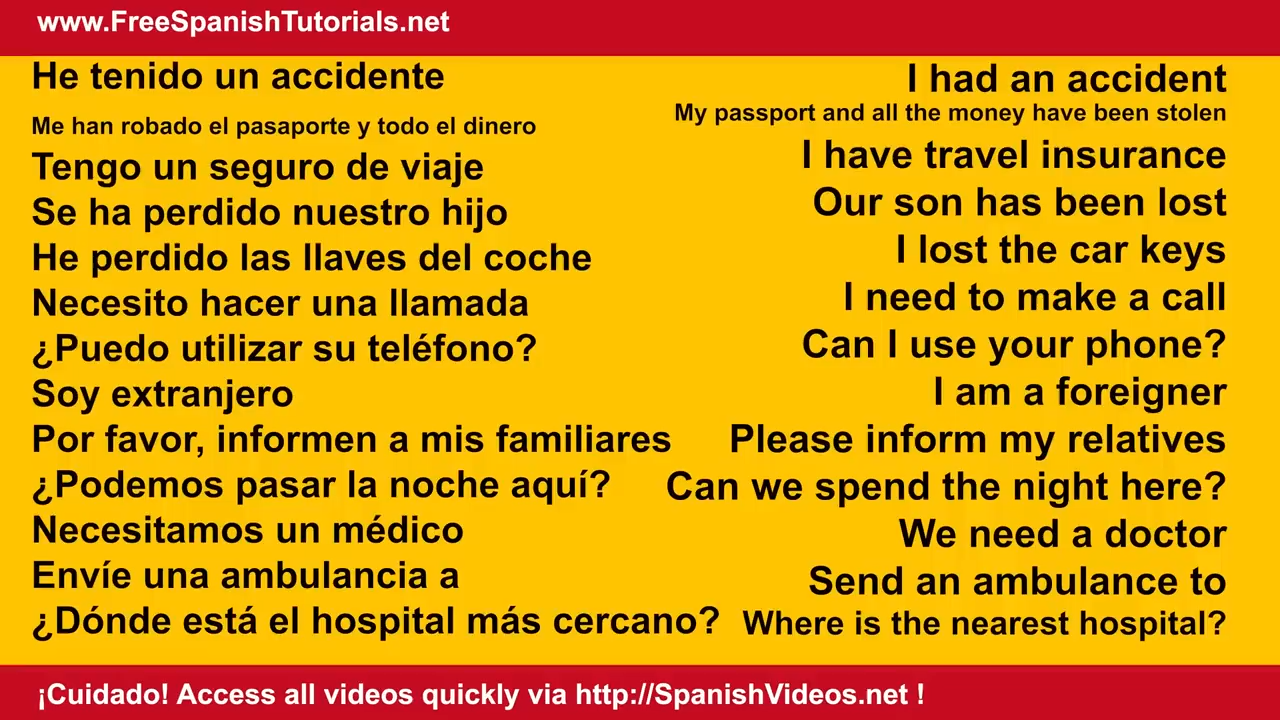 www.FreeSpanishTutorials.net
He tenido un accidente
I had an accident
Me han robado el pasaporte y todo el dinero
My passport and all the money have been stolen
Tengo un seguro de viaje
I have travel insurance
Se ha perdido nuestro hijo
Our son has been lost
He perdido las llaves del coche
I lost the car keys
Necesito hacer una llamada
I need to make a call
¿Puedo utilizar su teléfono?
Can I use your phone?
Soy extranjero
I am a foreigner
Por favor, informen a mis familiares
Please inform my relatives
¿Podemos pasar la noche aquí?
Can we spend the night here?
Necesitamos un médico
We need a doctor
Envíe una ambulancia a
Send an ambulance to
¿Dónde está el hospital más cercano?
Where is the nearest hospital?
¡Cuidado! Access all videos quickly via http://SpanishVideos.net !